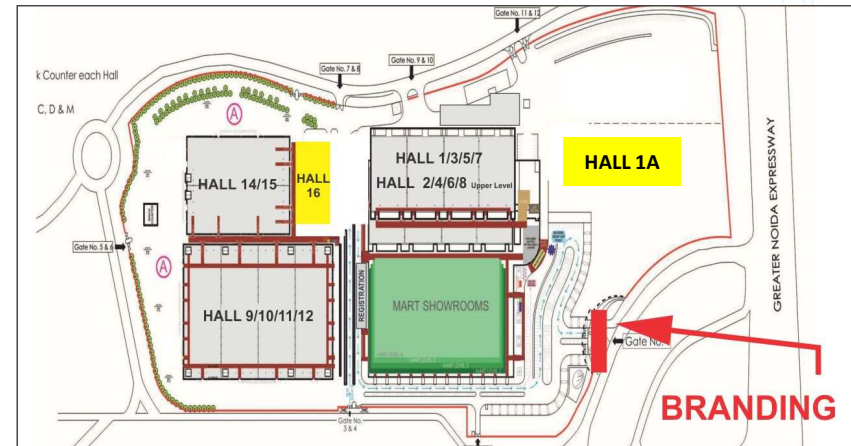 Gate No. 11 & 12
Gate No. 9 & 10
Gate No. 7 & 8
k Counter each Hall
C, D & M
A
HALL 1/3/5/7
HALL 2/4/6/8 Upper Level
HALL 1A
HALL 14/15
HALL
16
Gate No. 5 & 6
A
HALL 9/10/11/12
REGISTRATION
MART SHOWROOMS
GREATER NOIDA EXPRESSWAY
Gate No.
BRANDING
Gate No.
3 & 4